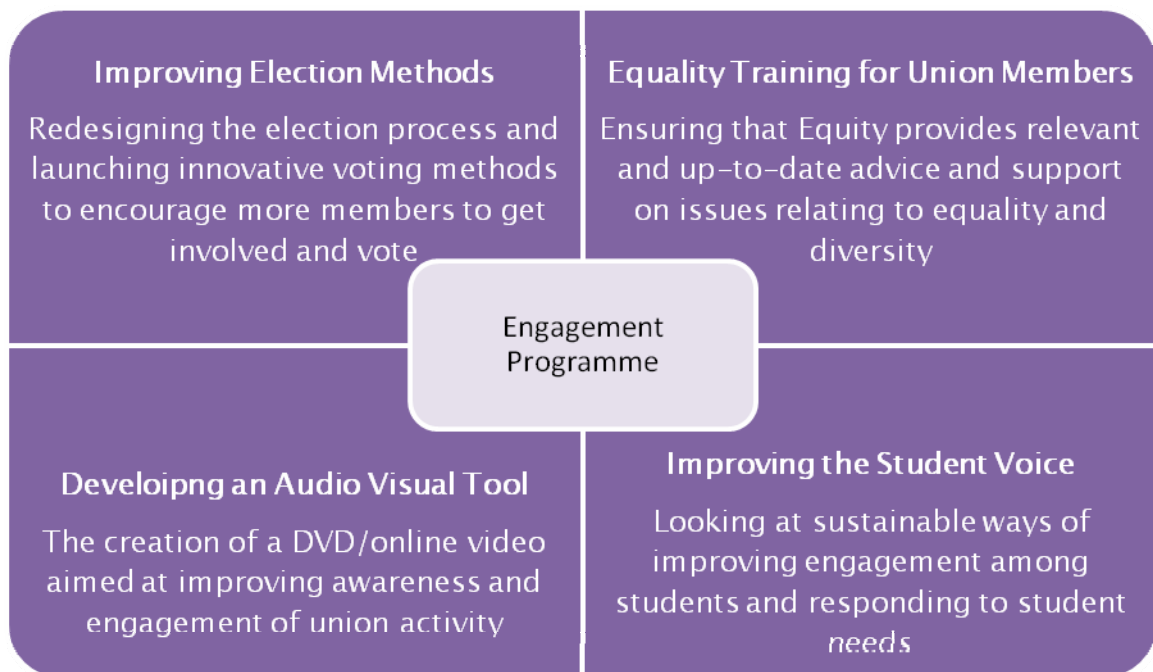 Improving Election Methods
Redesigning the election process and
launching innovative voting methods
to encourage more members to get
involved and vote
Equality Training for Union Members
Ensuring that Equity provides relevant
and up-to-date advice and support
on issues relating to equality and
diversity
Engagement
Programme
Develoipng an Audio Visual Tool
The creation of a DVD/online video
aimed at improving awareness and
engagement of union activity
Improving the Student Voice
Looking at sustainable ways of
improving engagement among
students and responding to student
needs